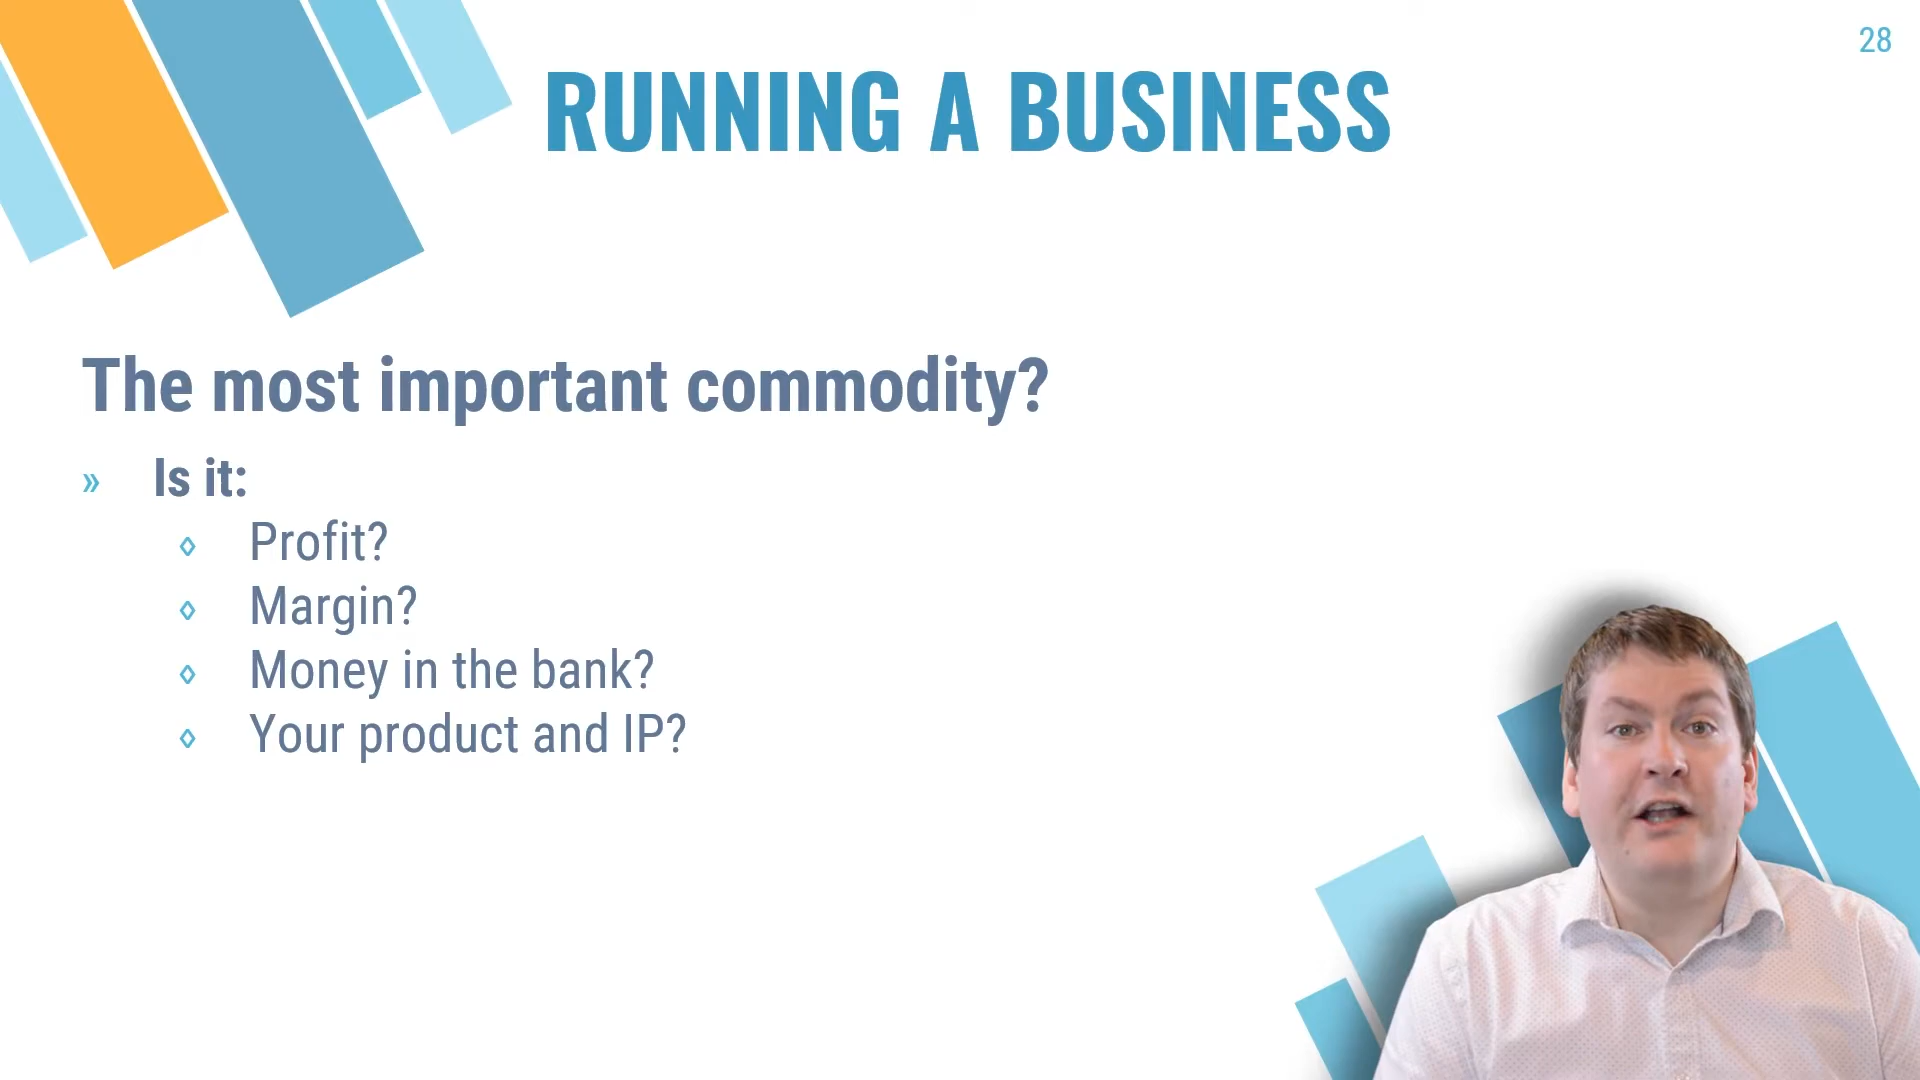 28
RUNNING A BUSINESS
The most important commodity?
» Is it:
◊ Profit?
◊ Margin?
◊ Money in the bank?
◊ Your product and IP?